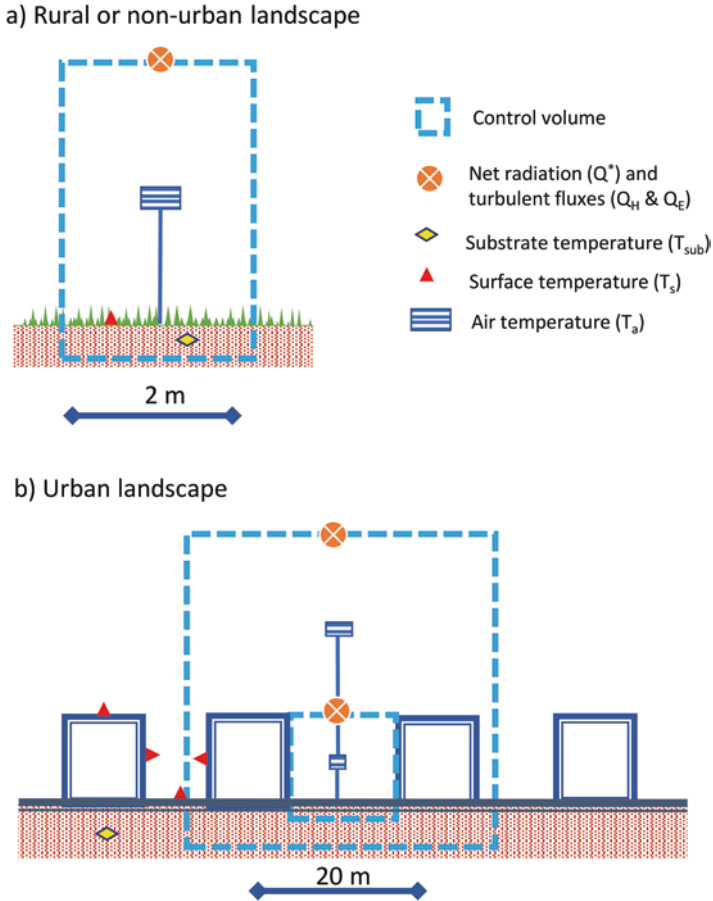 a) Rural or non-urban landscape
Control volume
Net radiation (Q*) and
turbulent fluxes (QH & QE)
Substrate temperature (Tsub)
Surface temperature (Ts)
Air temperature (Ta)
2 m
b) Urban landscape
20 m